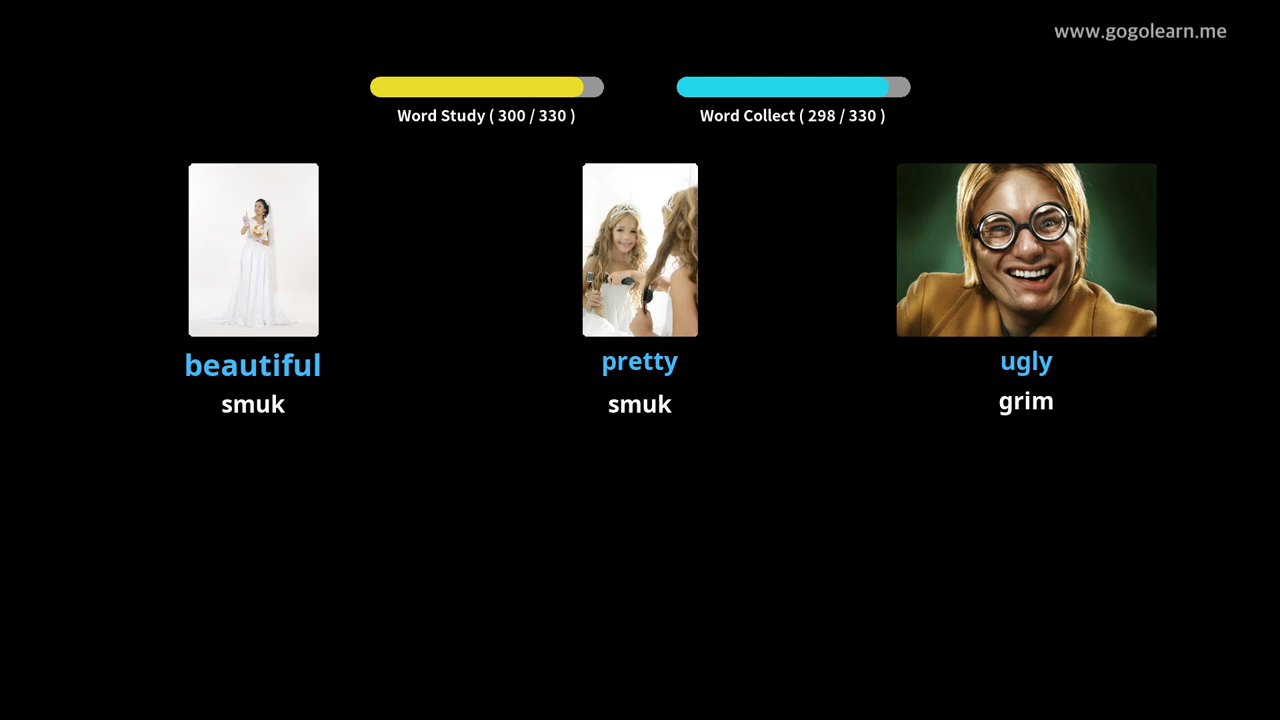 www.gogolearn.me
Word Study ( 300 / 330 )
Word Collect ( 298 / 330 )
beautiful
smuk
pretty
smuk
ugly
grim